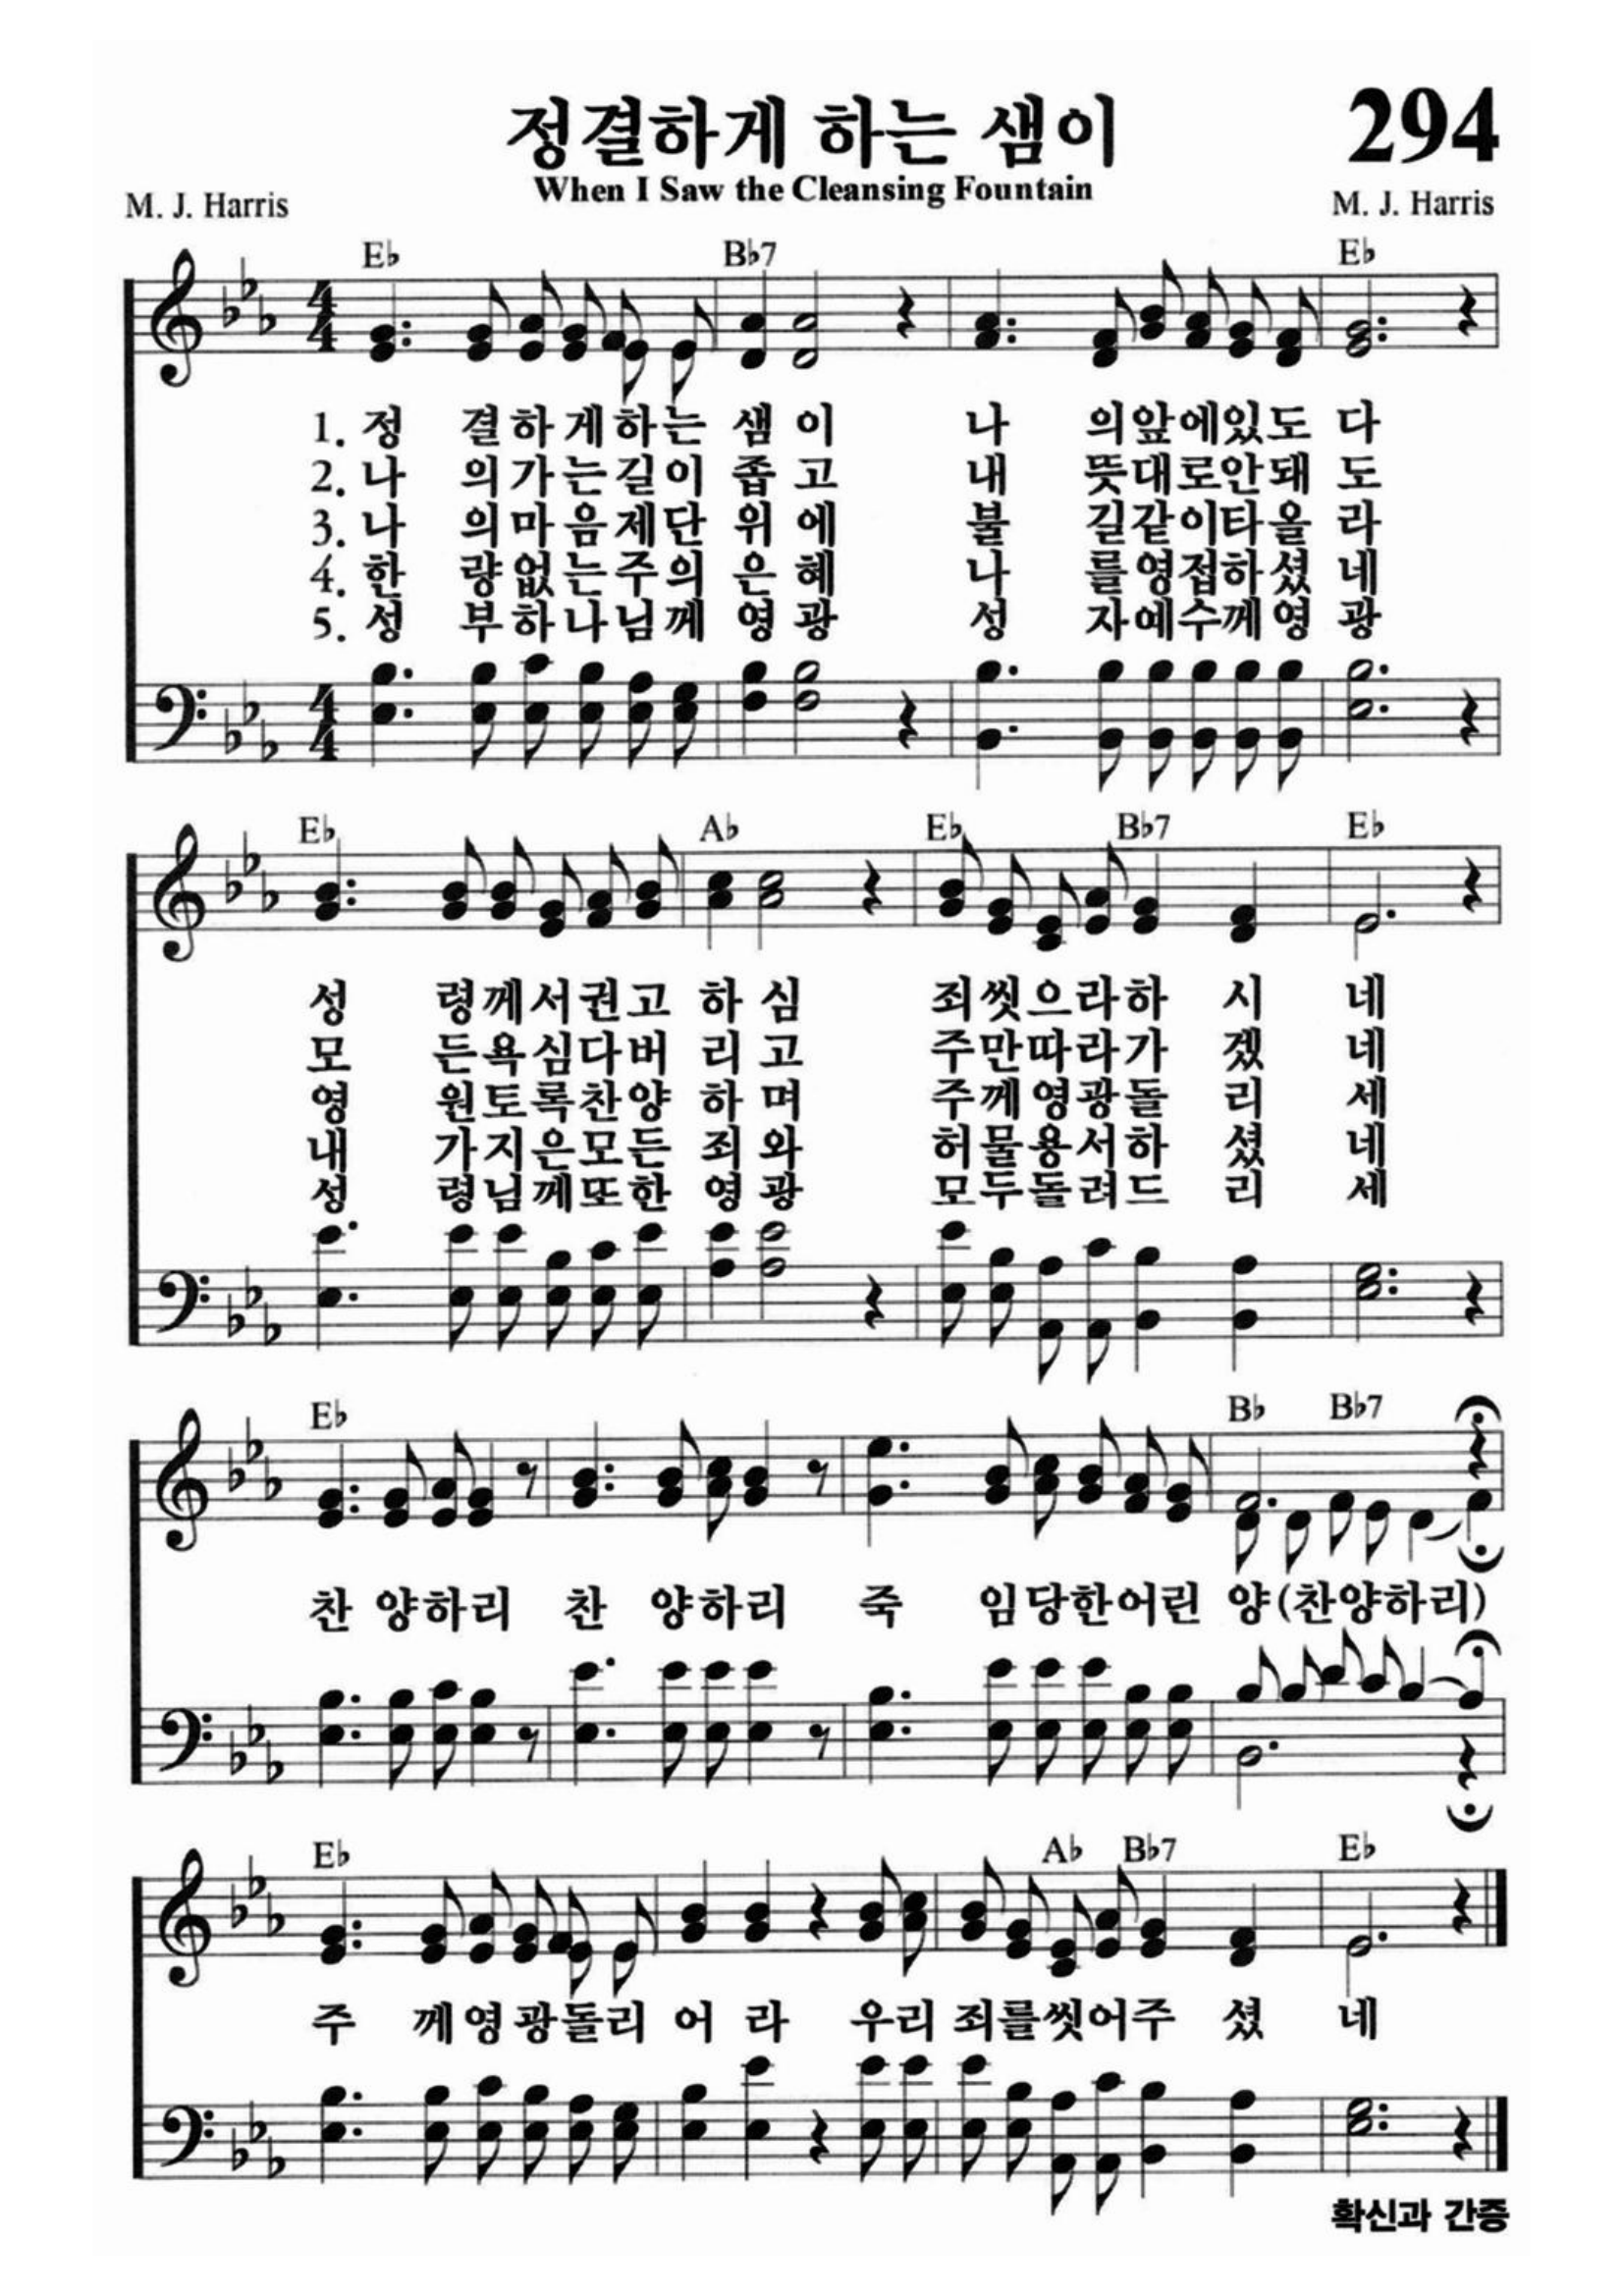 정결하게 하는 샘이
294
When I Saw the Cleansing Fountain
M. J. Harris
M. J. Harris
E♭ B♭7 E♭
1. 정 결하게하는 샘 이 나 의앞에있도 다
2. 나 의가는길이 좁 고 내 뜻대로안돼 도
3. 나 의마음제단 위 에 불 길같이타올 라
4. 한 량없는주의 은 혜 나 를영접하셨 네
5. 성 부하나님께 영 광 성 자예수께영 광
E♭ A♭ E♭ B♭7 E♭
성 령께서권고 하 심 죄씻으라하 시 네
모 든욕심다버 리 고 주만따라가 겠 네
영 원토록찬양 하 며 주께영광돌 리 세
내 가지은모든 죄 와 허물용서하 셨 네
성 령님께또한 영 광 모두돌려드 리 세
E♭ B♭ B♭7
찬 양하리 찬 양하리 죽 임당한어린 양(찬양하리)
E♭ A♭ B♭7 E♭
주 께영광돌리 어 라 우리 죄를씻어주 셨 네
확신과 간증